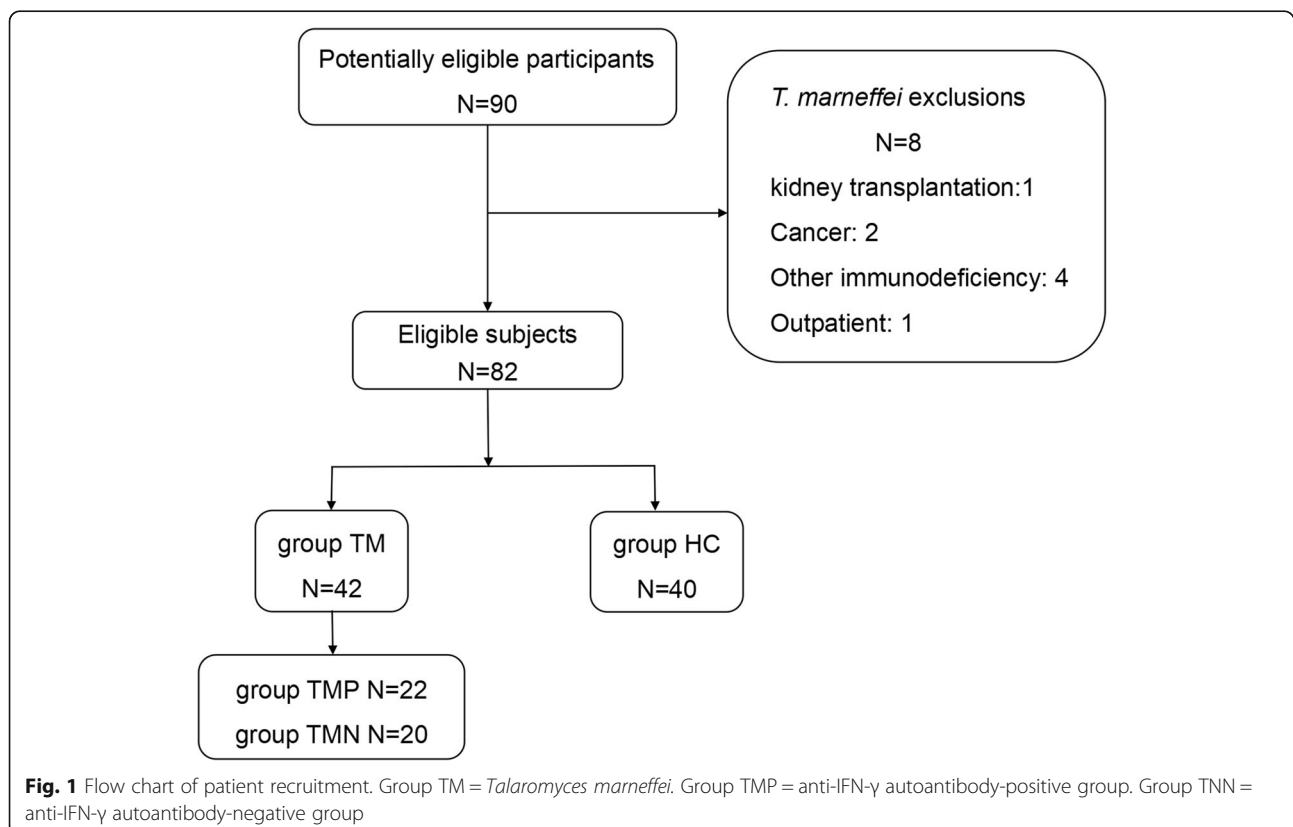 Potentially eligible participants
N=90
T. marneffei exclusions
N=8
kidney transplantation:1
Cancer: 2
Other immunodeficiency: 4
Outpatient: 1
Eligible subjects
N=82
group TM
N=42
group HC
N=40
group TMP N=22
group TMN N=20
Fig. 1 Flow chart of patient recruitment. Group TM = Talaromyces marneffei. Group TMP = anti-IFN-γ autoantibody-positive group. Group TNN =
anti-IFN-γ autoantibody-negative group